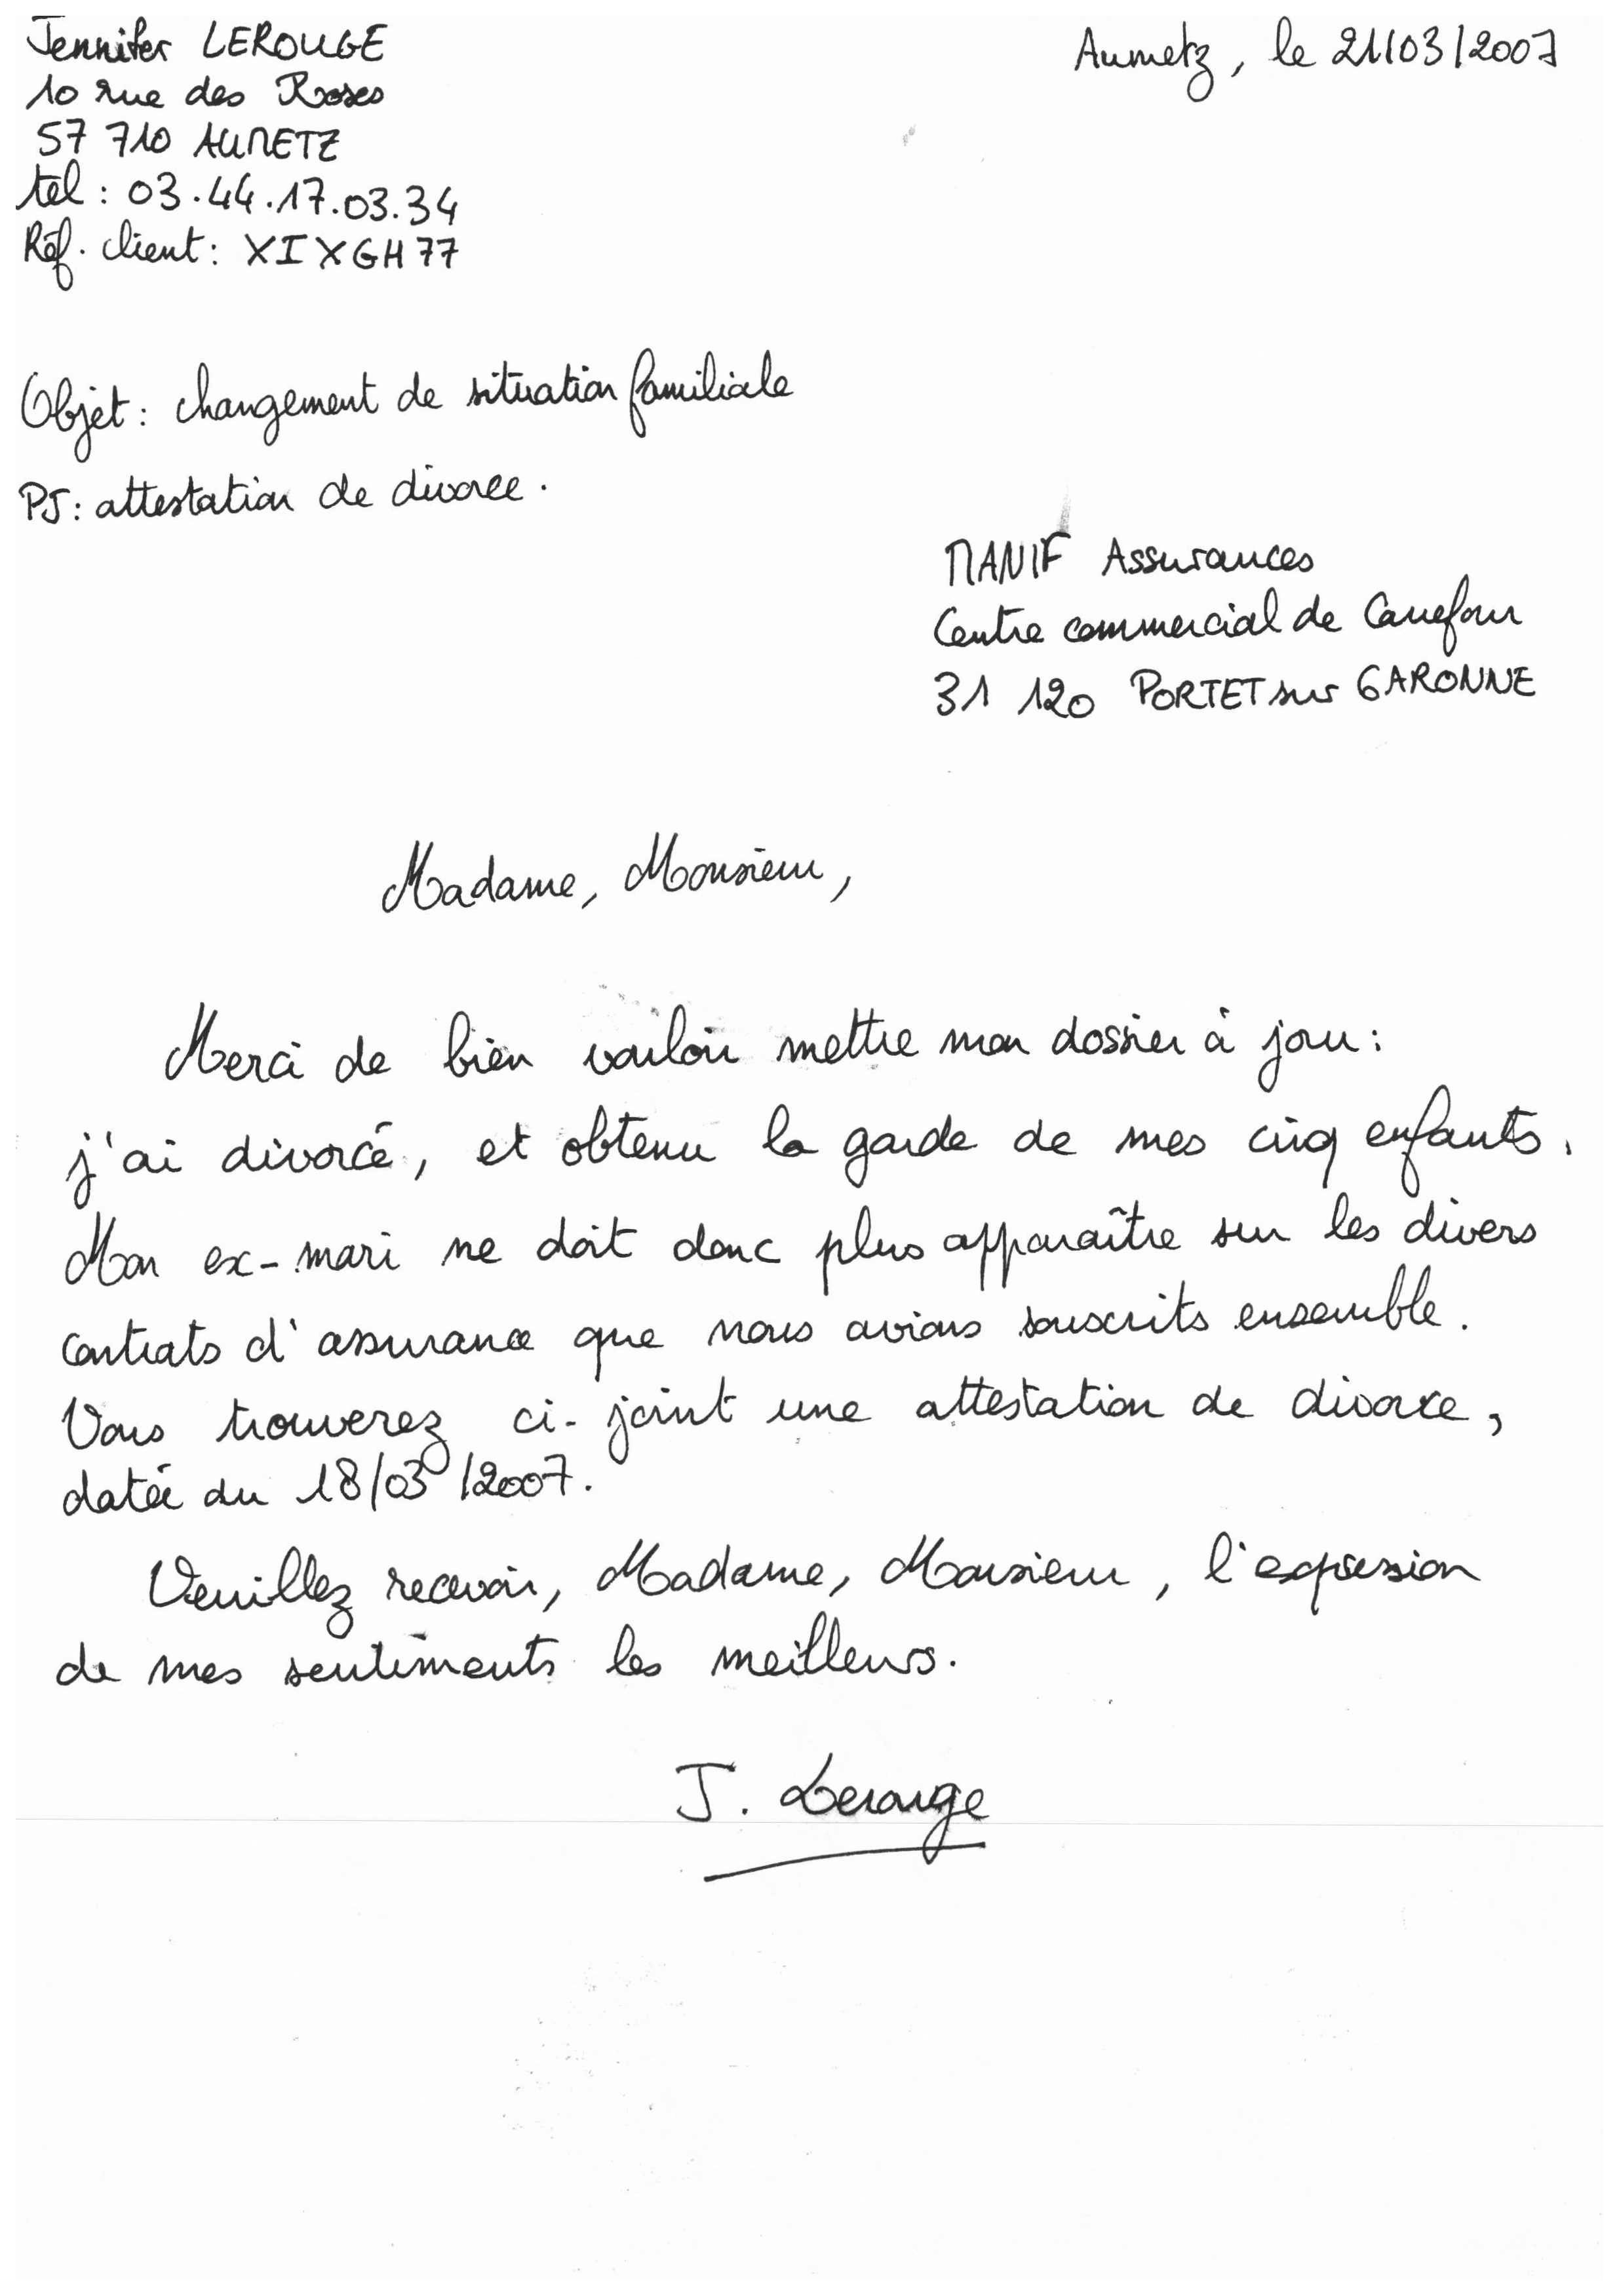 Jennifer LEROUGE
10 rue des Roses
57 710 AUMETZ
tel : 03.44.17.03.34
Réf. client : XIXGH77
Aumetz, le 21/03/2007
Objet : changement de situation familiale
PJ : attestation de divorce.
MANIF Assurances
Centre commercial de Carrefour
31 120 PORTET sur GARONNE
Madame, Monsieur,
Merci de bien vouloir mettre mon dossier à jour :
j'ai divorcé, et obtenu la garde de mes cinq enfants.
Mon ex-mari ne doit donc plus apparaître sur les divers
contrats d'assurance que nous avions souscrits ensemble.
Vous trouverez ci-joint une attestation de divorce,
datée du 18/03/2007.
Veuillez recevoir, Madame, Monsieur, l'expression
de mes sentiments les meilleurs.
J. Lerouge